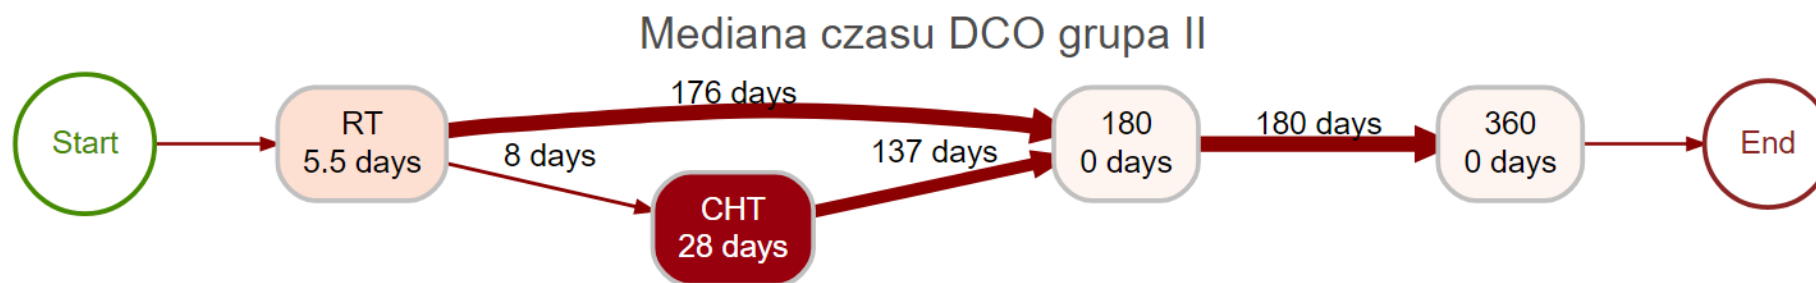 Mediana czasu DCO grupa II
Start
RT
5.5 days
176 days
8 days
CHT
28 days
137 days
180
0 days
180 days
360
0 days
End